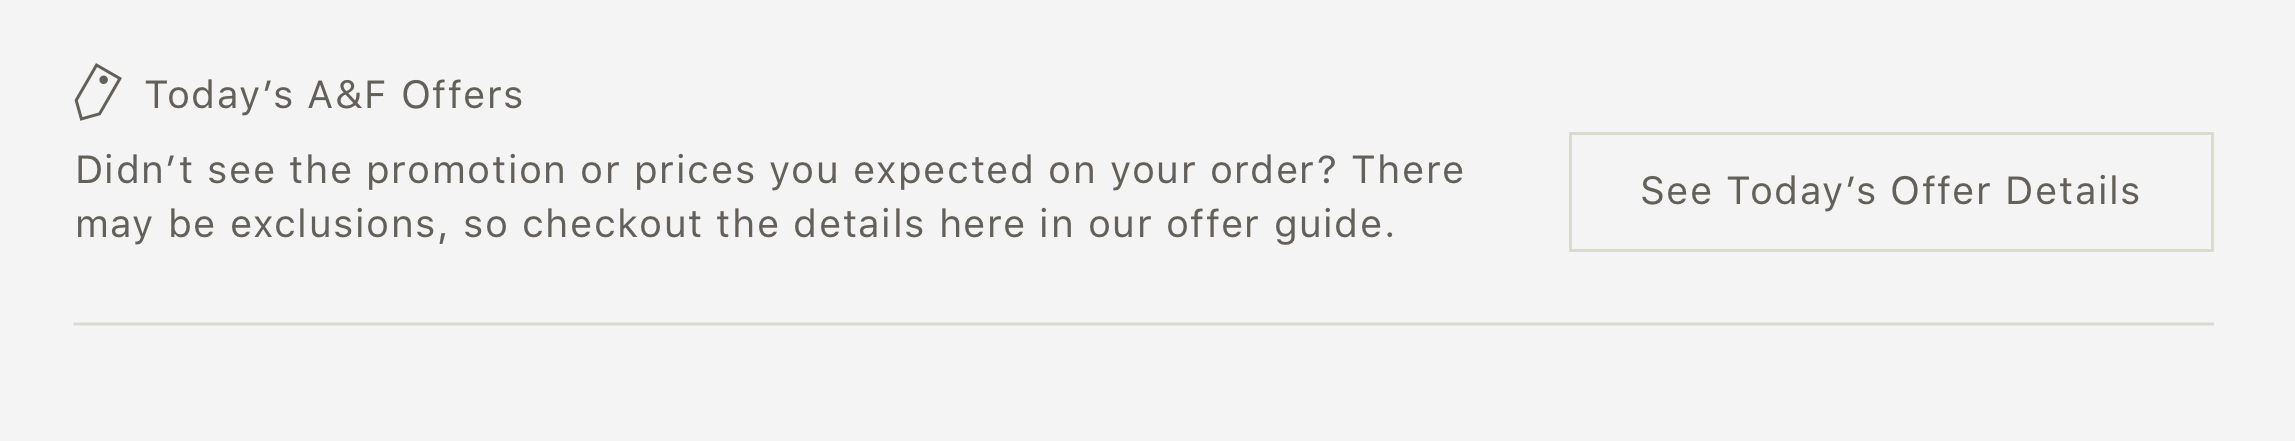 Today’s A&F Offers
Didn’t see the promotion or prices you expected on your order? There
may be exclusions, so checkout the details here in our offer guide.
See Today’s Offer Details